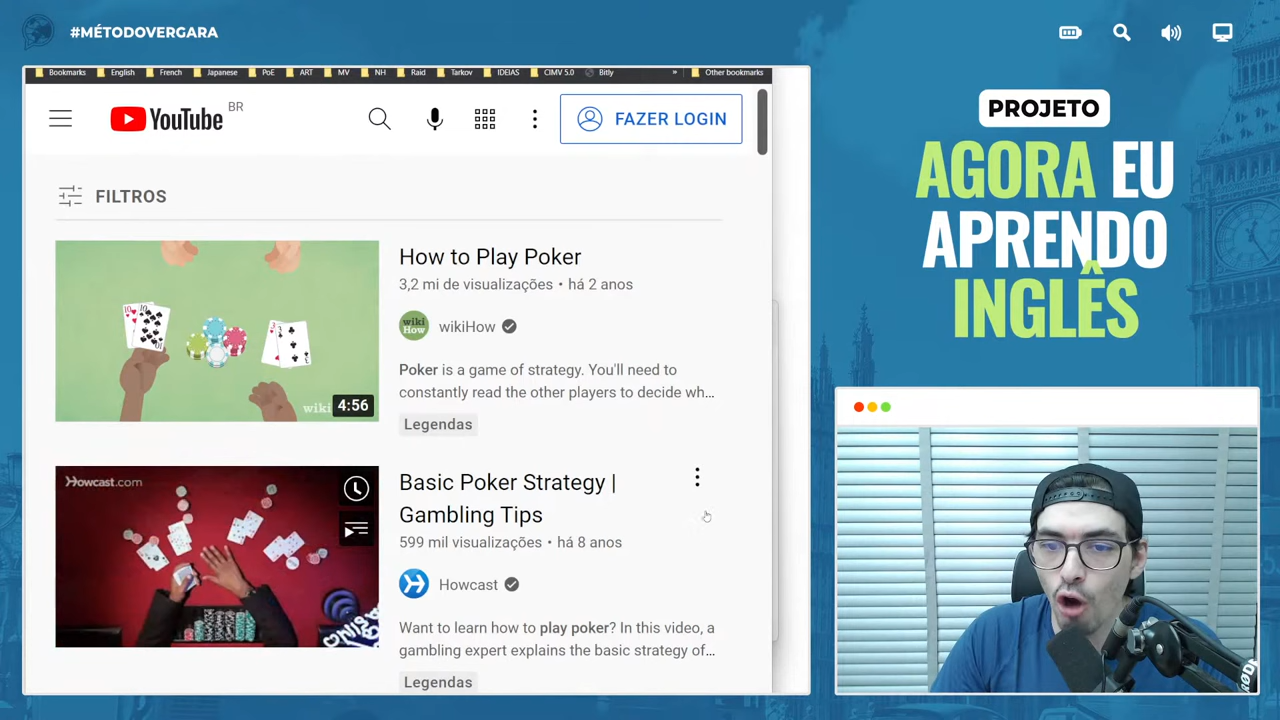 #MÉTODOVERGARA
Bookmarks English French Japanese PoE ART MV NH Raid Tarkov IDEIAS CIMV 5.0 Bitly » Other bookmarks
YouTube BR
FAZER LOGIN
FILTROS
How to Play Poker
3,2 mi de visualizações • há 2 anos
wiki
How
wikiHow
Poker is a game of strategy. You'll need to
constantly read the other players to decide wh...
Legendas
wiki
4:56
Howcast.com
Basic Poker Strategy |
Gambling Tips
599 mil visualizações • há 8 anos
Howcast
Want to learn how to play poker? In this video, a
gambling expert explains the basic strategy of...
Legendas
PROJETO
AGORA EU
APRENDO
INGLÊS